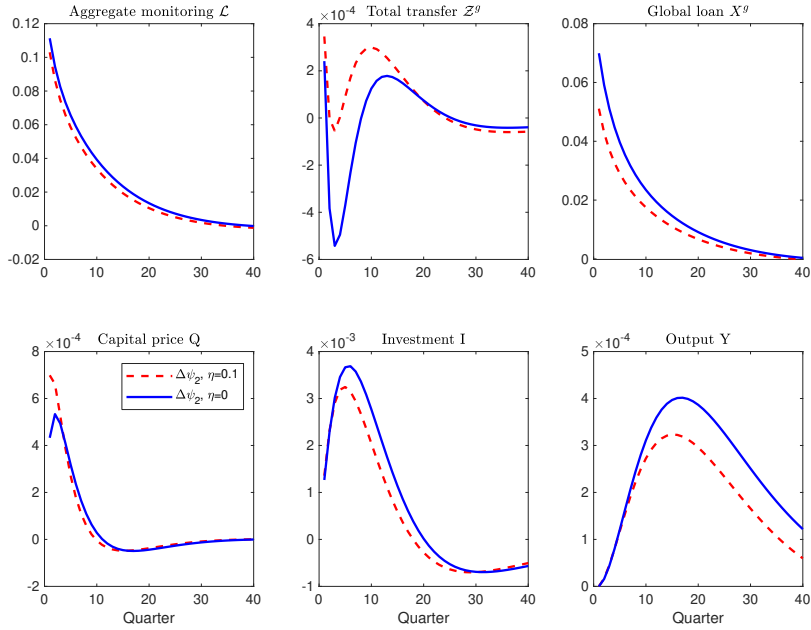 Aggregate monitoring ℒ
0.12
0.1
0.08
0.06
0.04
0.02
0
-0.02
0 10 20 30 40
Total transfer 𝒵^g
×10^-4
4
2
0
-2
-4
-6
0 10 20 30 40
Global loan X^g
0.08
0.06
0.04
0.02
0
0 10 20 30 40
Capital price Q
×10^-4
8
6
4
2
0
-2
0 10 20 30 40
Quarter
Δψ_2, η=0.1
Δψ_2, η=0
Investment I
×10^-3
4
3
2
1
0
-1
0 10 20 30 40
Quarter
Output Y
×10^-4
5
4
3
2
1
0
0 10 20 30 40
Quarter